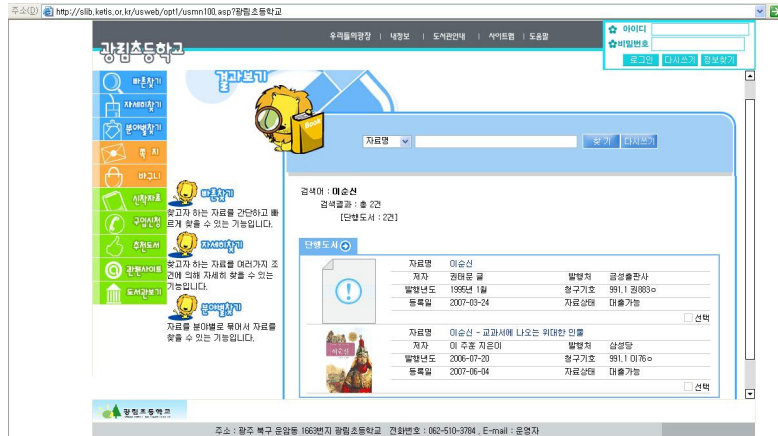 주소(D) http://slib.ketis.or.kr/usweb/opt1/usmn100.asp?광림초등학교
광림초등학교
우리들의광장 | 내정보 | 도서관안내 | 사이트맵 | 도움말
아이디
비밀번호
로그인 다시쓰기 정보찾기
빠른찾기
자세히찾기
분야별찾기
쪽 지
바구니
신착자료
구입신청
추천도서
관련사이트
도서관보기
결과보기
Book
자료명 찾 기 다시쓰기
빠른찾기
찾고자 하는 자료를 간단하고 빠
르게 찾을 수 있는 기능입니다.
자세히찾기
찾고자 하는 자료를 여러가지 조
건에 의해 자세히 찾을 수 있는
기능입니다.
분야별찾기
자료를 분야별로 묶어서 자료를
찾을 수 있는 기능입니다.
검색어 : 이순신
검색결과 : 총 2건
[단행도서 : 2건]
단행도서
자료명 이순신
저자 권태문 글 발행처 금성출판사
발행년도 1995년 1월 청구기호 991.1 권883ㅇ
등록일 2007-03-24 자료상태 대출가능
선택
이순신
자료명 이순신 - 교과서에 나오는 위대한 인물
저자 이 주훈 지은이 발행처 삼성당
발행년도 2006-07-20 청구기호 991.1 이76ㅇ
등록일 2007-06-04 자료상태 대출가능
선택
광림초등학교
주소 : 광주 북구 운암동 1663번지 광림초등학교 전화번호 : 062-510-3784 , E-mail : 운영자